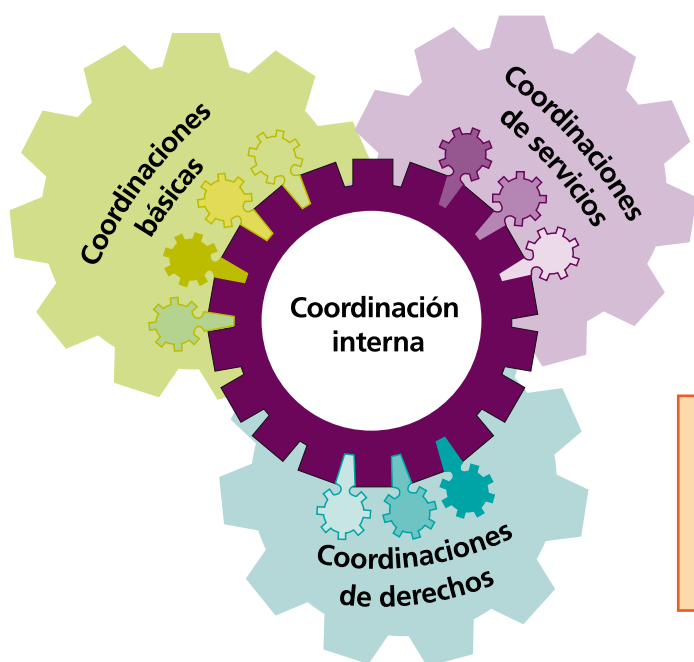 Coordinaciones
básicas
Coordinaciones
de servicios
Coordinación
interna
Coordinaciones
de derechos